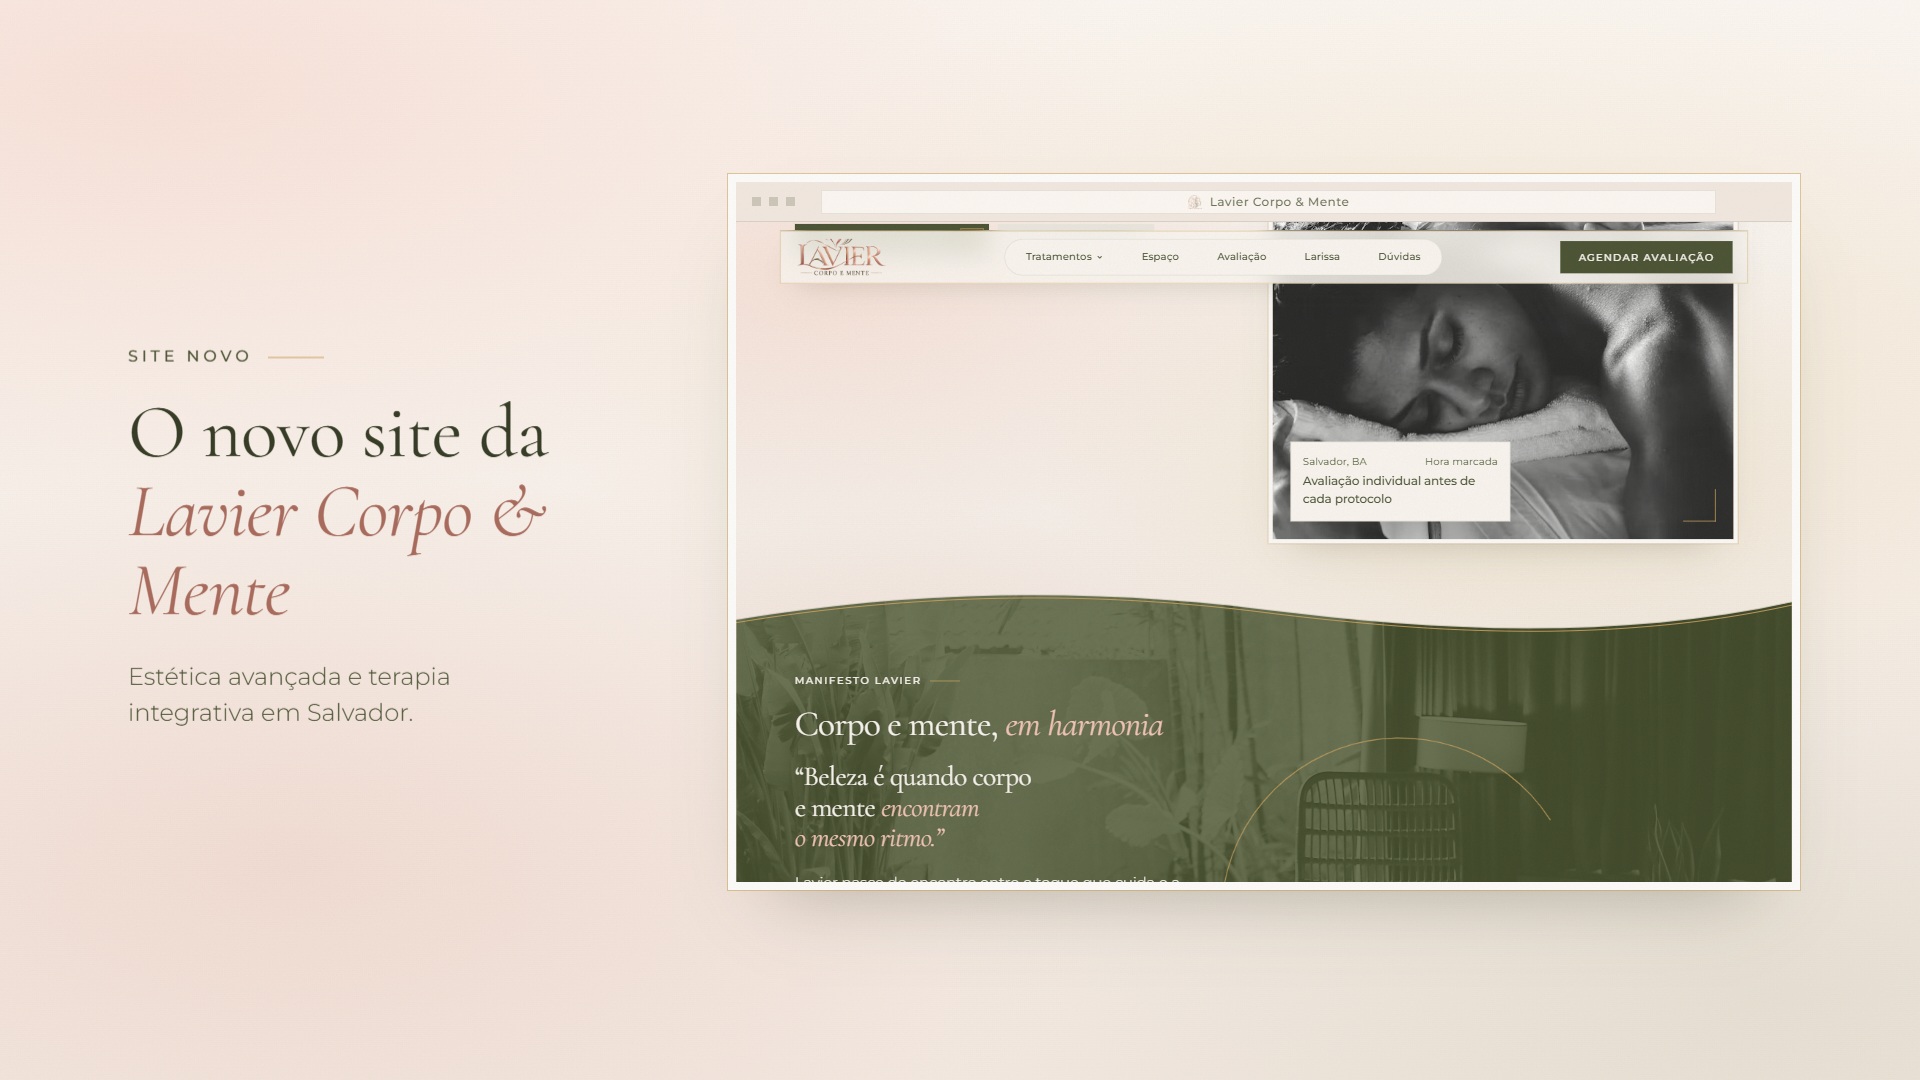 SITE NOVO
O novo site da
Lavier Corpo &
Mente
Estética avançada e terapia
integrativa em Salvador.
Lavier Corpo & Mente
LAVIER
CORPO E MENTE
Tratamentos
Espaço
Avaliação
Larissa
Dúvidas
AGENDAR AVALIAÇÃO
Salvador, BA
Hora marcada
Avaliação individual antes de
cada protocolo
MANIFESTO LAVIER
Corpo e mente, em harmonia
“Beleza é quando corpo
e mente encontram
o mesmo ritmo.”